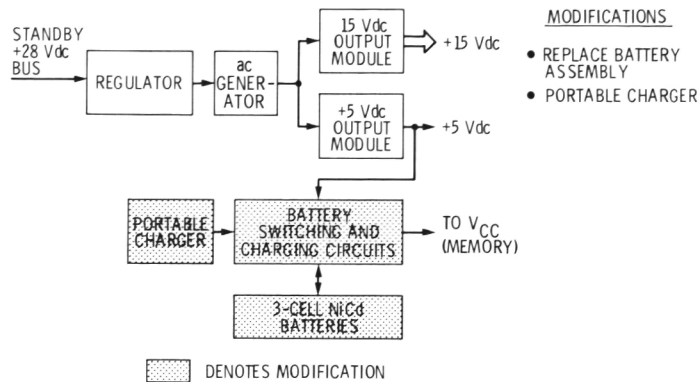 STANDBY
+28 Vdc
BUS
REGULATOR
ac
GENER-
ATOR
15 Vdc
OUTPUT
MODULE
+15 Vdc
+5 Vdc
OUTPUT
MODULE
+5 Vdc
MODIFICATIONS
• REPLACE BATTERY
ASSEMBLY
• PORTABLE CHARGER
PORTABLE
CHARGER
BATTERY
SWITCHING AND
CHARGING CIRCUITS
TO VCC
(MEMORY)
3-CELL NiCd
BATTERIES
DENOTES MODIFICATION